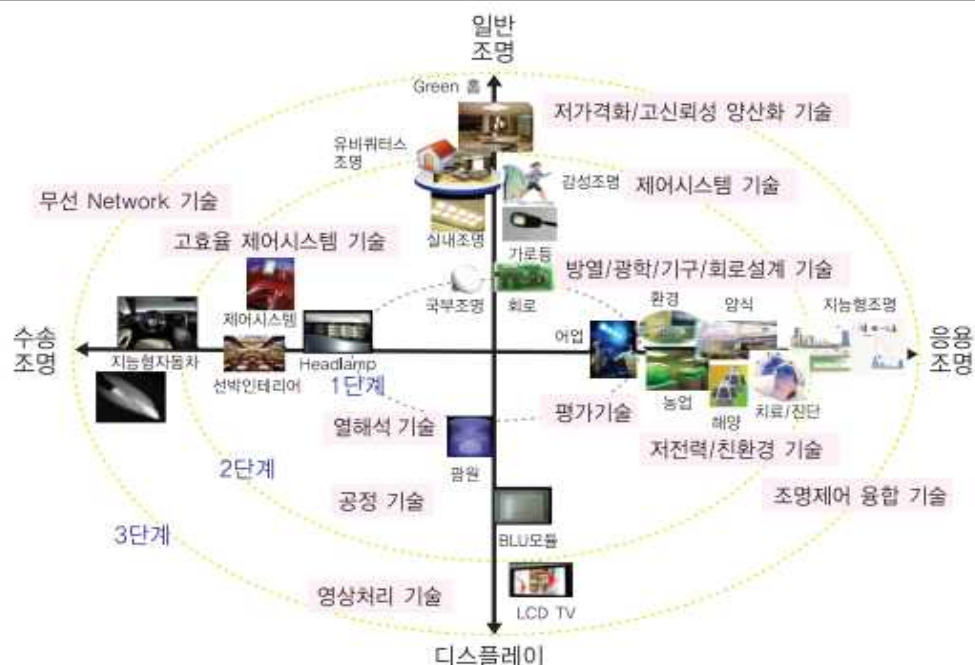 일반
조명
Green 홈
저가격화/고신뢰성 양산화 기술
유비쿼터스
조명
감성조명
제어시스템 기술
무선 Network 기술
고효율 제어시스템 기술
실내조명
가로등
방열/광학/기구/회로설계 기술
국부조명
회로
환경
양식
지능형조명
제어시스템
어업
수송
조명
응용
조명
지능형자동차
선박인테리어
Headlamp
1단계
농업
해양
치료/진단
평가기술
열해석 기술
저전력/친환경 기술
2단계
광원
공정 기술
조명제어 융합 기술
3단계
BLU모듈
영상처리 기술
LCD TV
디스플레이